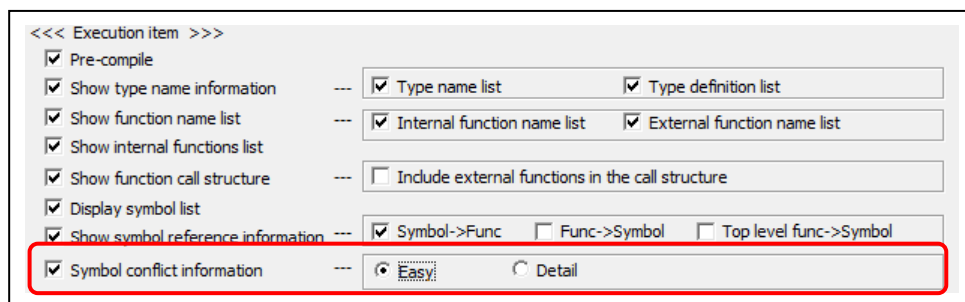 <<< Execution item >>>
Pre-compile
Show type name information --- Type name list Type definition list
Show function name list --- Internal function name list External function name list
Show internal functions list
Show function call structure --- Include external functions in the call structure
Display symbol list
Show symbol reference information --- Symbol->Func Func->Symbol Top level func->Symbol
Symbol conflict information --- Easy Detail